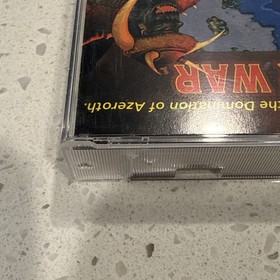 WAR
the Domination of Azeroth.